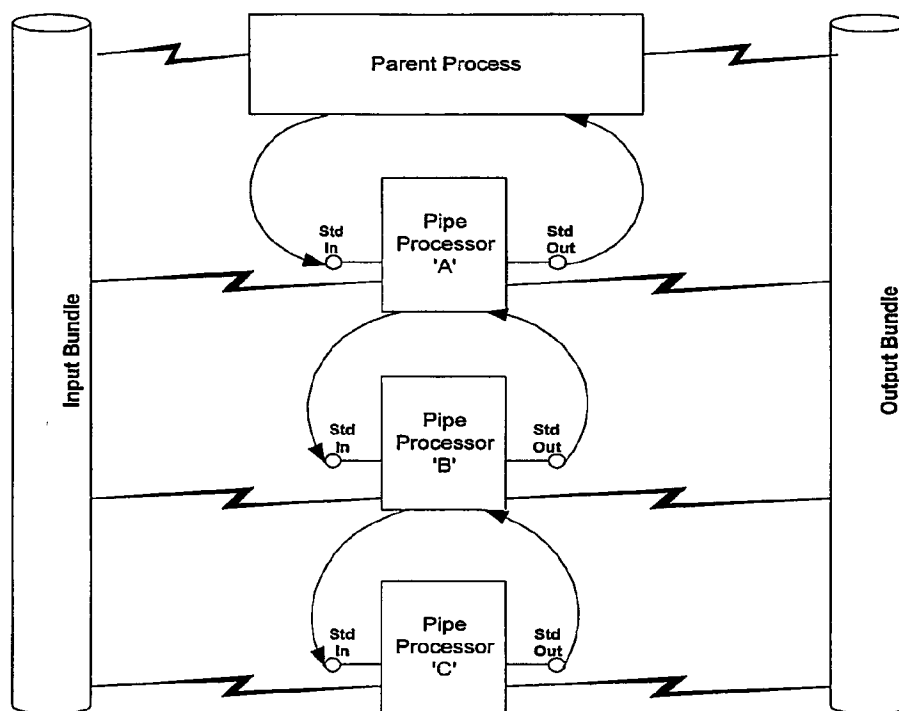 Parent Process
Input Bundle
Output Bundle
Std
In
Pipe
Processor
'A'
Std
Out
Std
In
Pipe
Processor
'B'
Std
Out
Std
In
Pipe
Processor
'C'
Std
Out